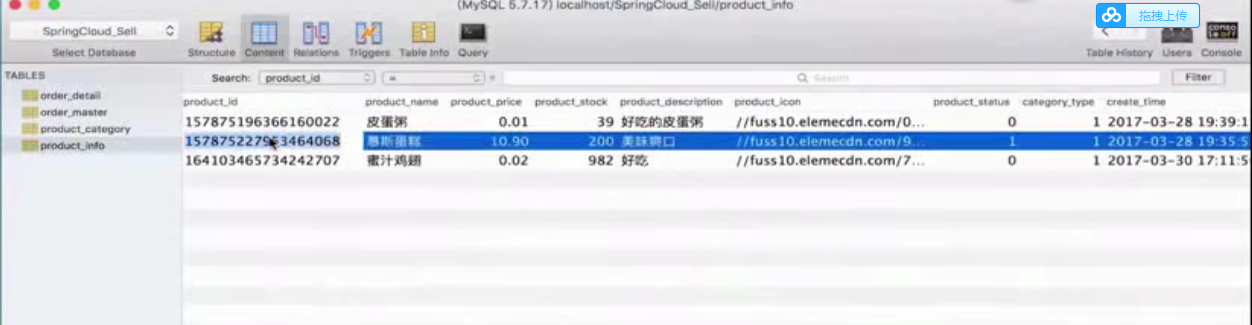 (MySQL 5.7.17) localhost/SpringCloud_Sell/product_info
SpringCloud_Sell
拖拽上传
Select Database
Structure Content Relations Triggers Table Info Query
Table History Users Console
TABLES
Search: product_id = Search Filter
order_detail
order_master
product_category
product_info
product_id product_name product_price product_stock product_description product_icon product_status category_type create_time
157875196366160022 皮蛋粥 0.01 39 好吃的皮蛋粥 //fuss10.elemecdn.com/0... 0 1 2017-03-28 19:39:1
慕斯蛋糕 10.90 200 美味爽口 //fuss10.elemecdn.com/9... 1 1 2017-03-28 19:35:5
164103465734242707 蜜汁鸡翅 0.02 982 好吃 //fuss10.elemecdn.com/7... 0 1 2017-03-30 17:11:5